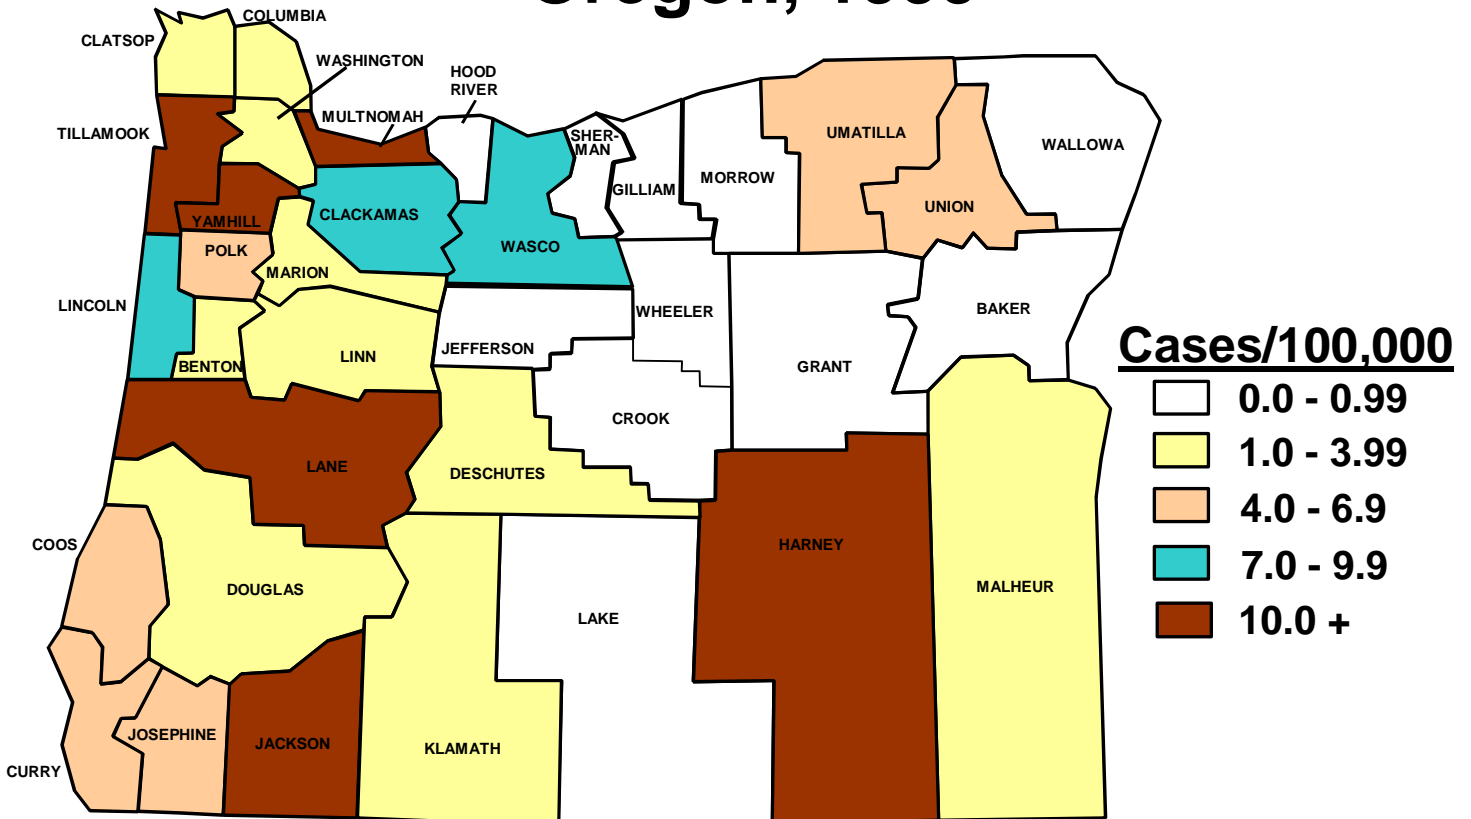 COLUMBIA
CLATSOP
WASHINGTON
HOOD
RIVER
MULTNOMAH
TILLAMOOK
SHER-
MAN
UMATILLA
WALLOWA
GILLIAM
MORROW
YAMHILL
CLACKAMAS
UNION
WASCO
POLK
MARION
LINCOLN
WHEELER
BAKER
JEFFERSON
BENTON
LINN
GRANT
CROOK
LANE
DESCHUTES
COOS
HARNEY
DOUGLAS
MALHEUR
LAKE
JOSEPHINE
JACKSON
KLAMATH
CURRY
Cases/100,000
0.0 - 0.99
1.0 - 3.99
4.0 - 6.9
7.0 - 9.9
10.0 +